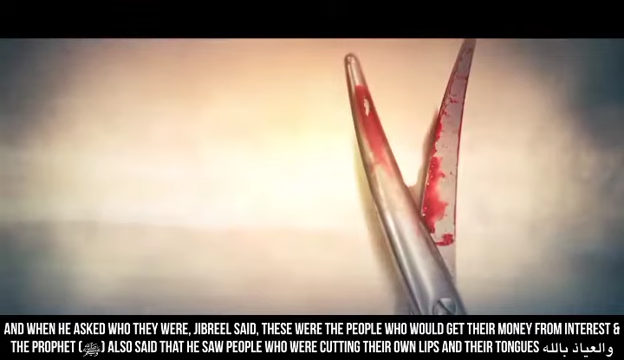 AND WHEN HE ASKED WHO THEY WERE, JIBREEL SAID, THESE WERE THE PEOPLE WHO WOULD GET THEIR MONEY FROM INTEREST &
THE PROPHET (ﷺ) ALSO SAID THAT HE SAW PEOPLE WHO WERE CUTTING THEIR OWN LIPS AND THEIR TONGUES والعياذ بالله